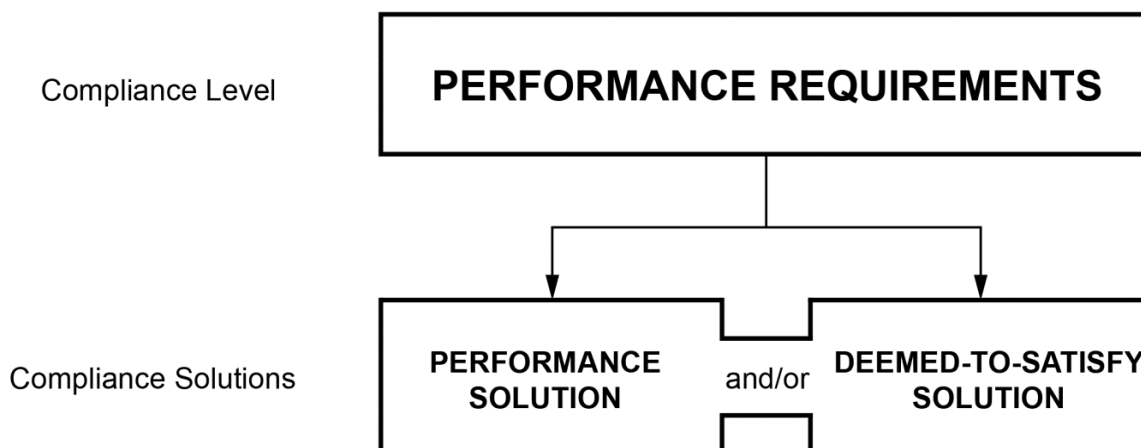 Compliance Level
PERFORMANCE REQUIREMENTS
Compliance Solutions
PERFORMANCE
SOLUTION
and/or
DEEMED-TO-SATISFY
SOLUTION